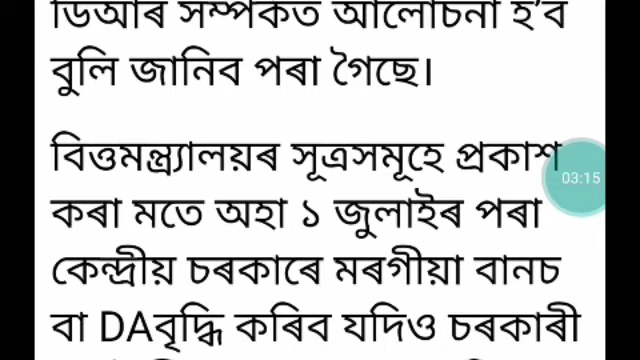 ডিআৰ সম্পৰ্কত আলোচনা হ'ব
বুলি জানিব পৰা গৈছে।
বিত্তমন্ত্ৰ্যালয়ৰ সূত্ৰসমূহে প্ৰকাশ
কৰা মতে অহা ১ জুলাইৰ পৰা
কেন্দ্ৰীয় চৰকাৰে মৰগীয়া বানচ
বা DAবৃদ্ধি কৰিব যদিও চৰকাৰী
03:15